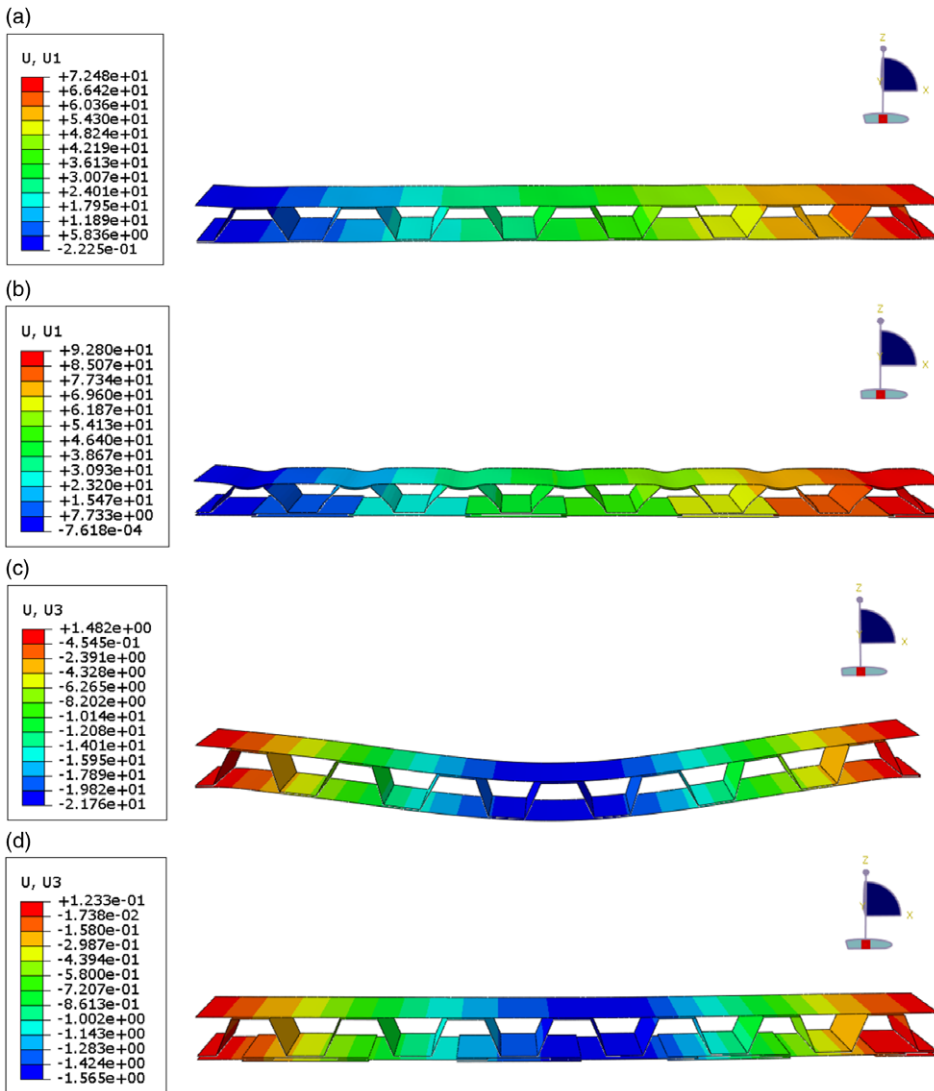 (a)
U, U1
+7.248e+01
+6.642e+01
+6.036e+01
+5.430e+01
+4.824e+01
+4.219e+01
+3.613e+01
+3.007e+01
+2.401e+01
+1.795e+01
+1.189e+01
+5.836e+00
-2.225e-01
Z
Y
X
(b)
U, U1
+9.280e+01
+8.507e+01
+7.734e+01
+6.960e+01
+6.187e+01
+5.413e+01
+4.640e+01
+3.867e+01
+3.093e+01
+2.320e+01
+1.547e+01
+7.733e+00
-7.618e-04
Z
Y
X
(c)
U, U3
+1.482e+00
-4.545e-01
-2.391e+00
-4.328e+00
-6.265e+00
-8.202e+00
-1.014e+01
-1.208e+01
-1.401e+01
-1.595e+01
-1.789e+01
-1.982e+01
-2.176e+01
Z
Y
X
(d)
U, U3
+1.233e-01
-1.738e-02
-1.580e-01
-2.987e-01
-4.394e-01
-5.800e-01
-7.207e-01
-8.613e-01
-1.002e+00
-1.143e+00
-1.283e+00
-1.424e+00
-1.565e+00
Z
Y
X